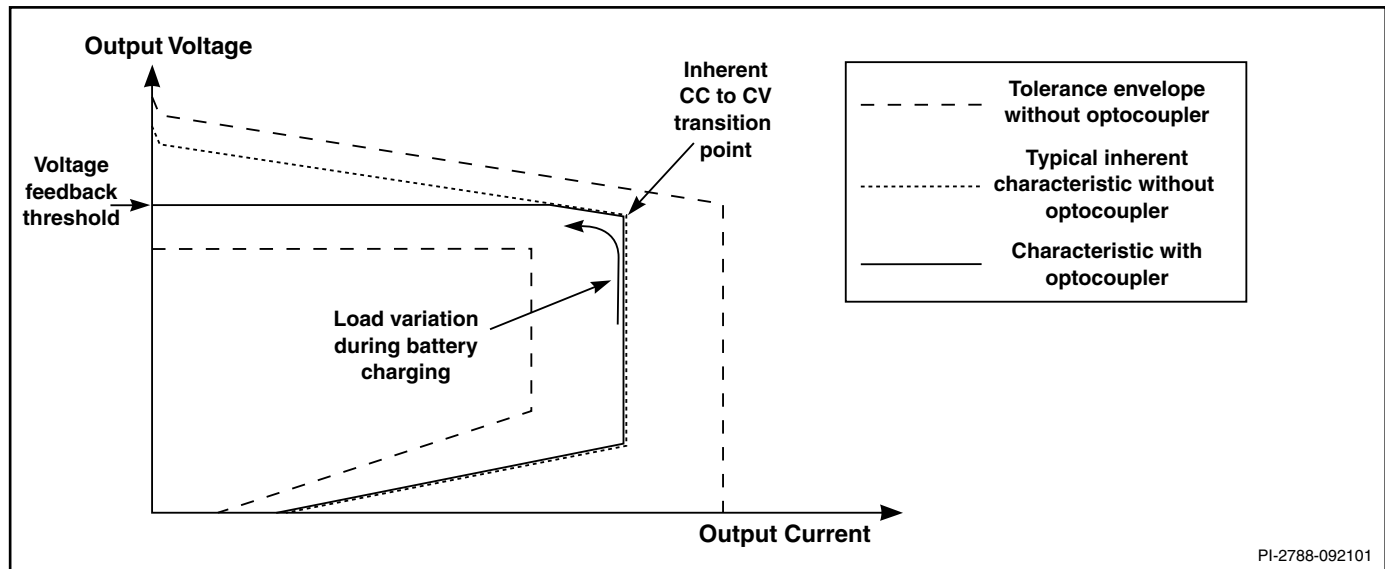 Output Voltage
Inherent
CC to CV
transition
point
Voltage
feedback
threshold
Load variation
during battery
charging
Output Current
Tolerance envelope
without optocoupler
Typical inherent
characteristic without
optocoupler
Characteristic with
optocoupler
PI-2788-092101